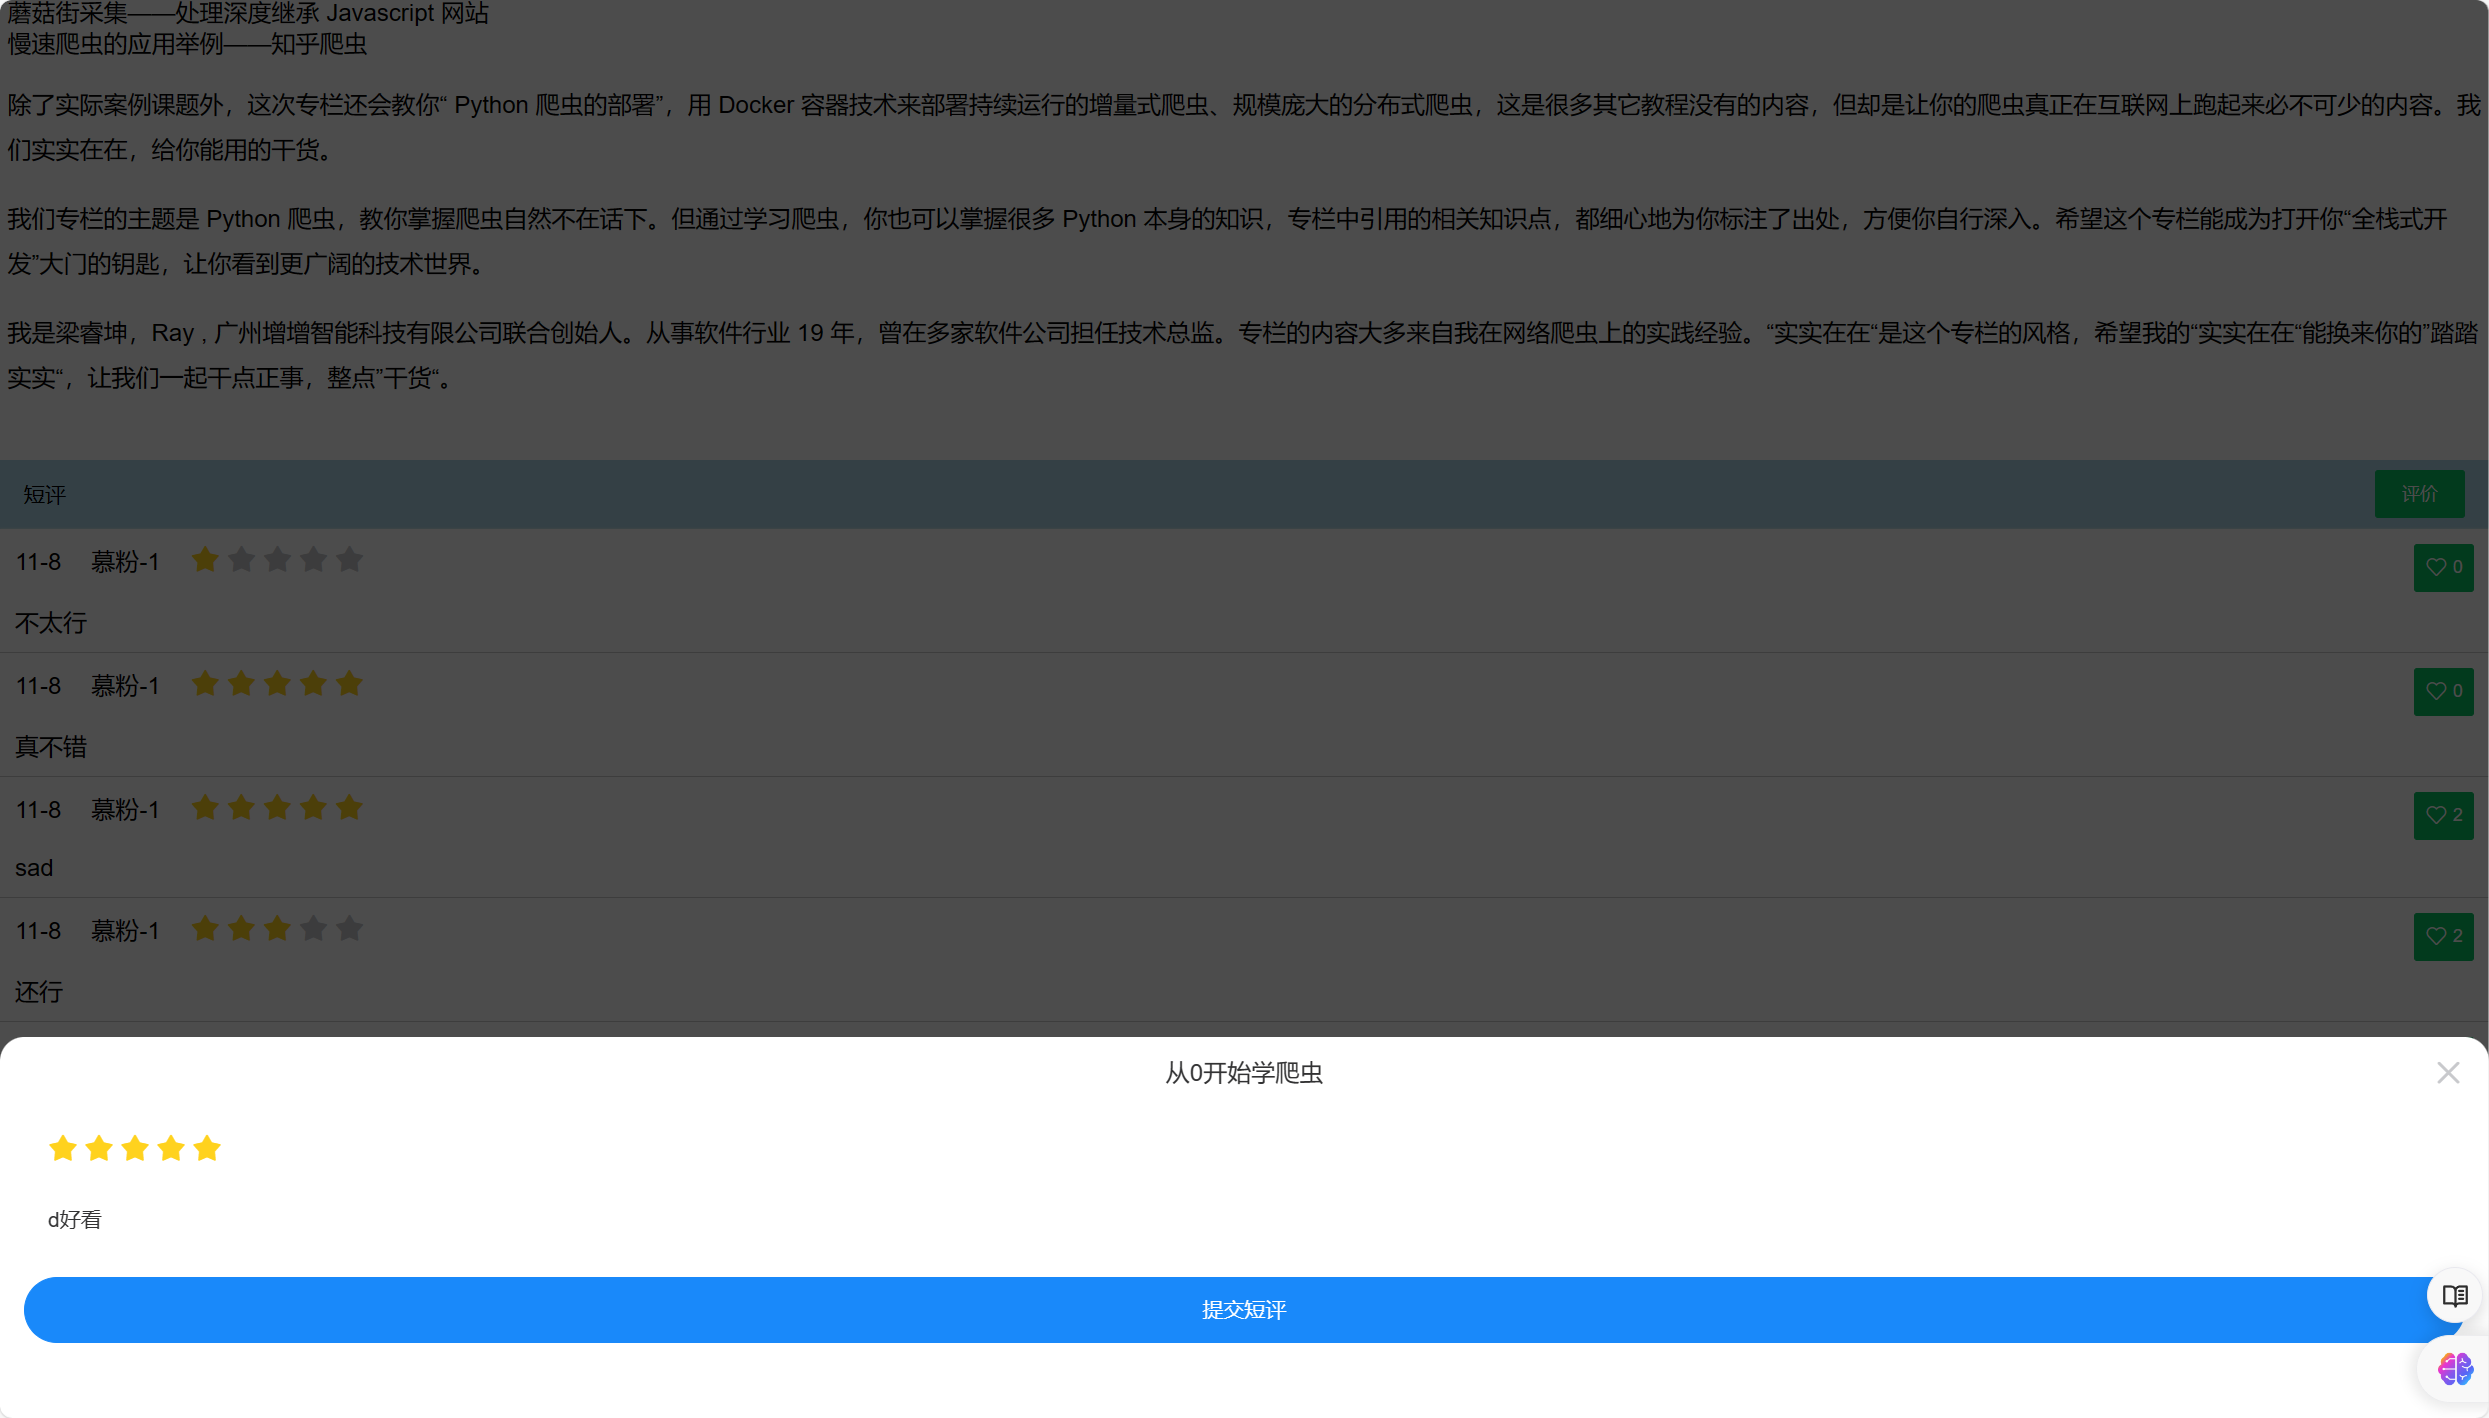 蘑菇街采集——处理深度继承 Javascript 网站
慢速爬虫的应用举例——知乎爬虫
除了实际案例课题外，这次专栏还会教你“ Python 爬虫的部署”，用 Docker 容器技术来部署持续运行的增量式爬虫、规模庞大的分布式爬虫，这是很多其它教程没有的内容，但却是让你的爬虫真正在互联网上跑起来必不可少的内容。我
们实实在在，给你能用的干货。
我们专栏的主题是 Python 爬虫，教你掌握爬虫自然不在话下。但通过学习爬虫，你也可以掌握很多 Python 本身的知识，专栏中引用的相关知识点，都细心地为你标注了出处，方便你自行深入。希望这个专栏能成为打开你“全栈式开
发”大门的钥匙，让你看到更广阔的技术世界。
我是梁睿坤，Ray , 广州增增智能科技有限公司联合创始人。从事软件行业 19 年，曾在多家软件公司担任技术总监。专栏的内容大多来自我在网络爬虫上的实践经验。“实实在在“是这个专栏的风格，希望我的“实实在在“能换来你的”踏踏
实实“，让我们一起干点正事，整点”干货“。
短评 评价
11-8 慕粉-1 0
不太行
11-8 慕粉-1 0
真不错
11-8 慕粉-1 2
sad
11-8 慕粉-1 2
还行
从0开始学爬虫
d好看
提交短评